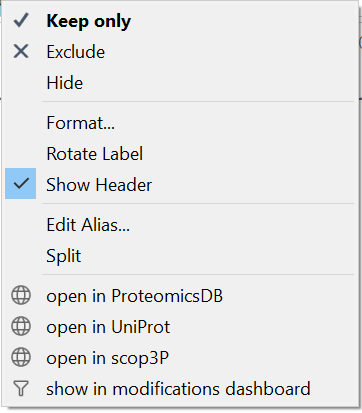 Keep only
Exclude
Hide
Format...
Rotate Label
Show Header
Edit Alias...
Split
open in ProteomicsDB
open in UniProt
open in scop3P
show in modifications dashboard